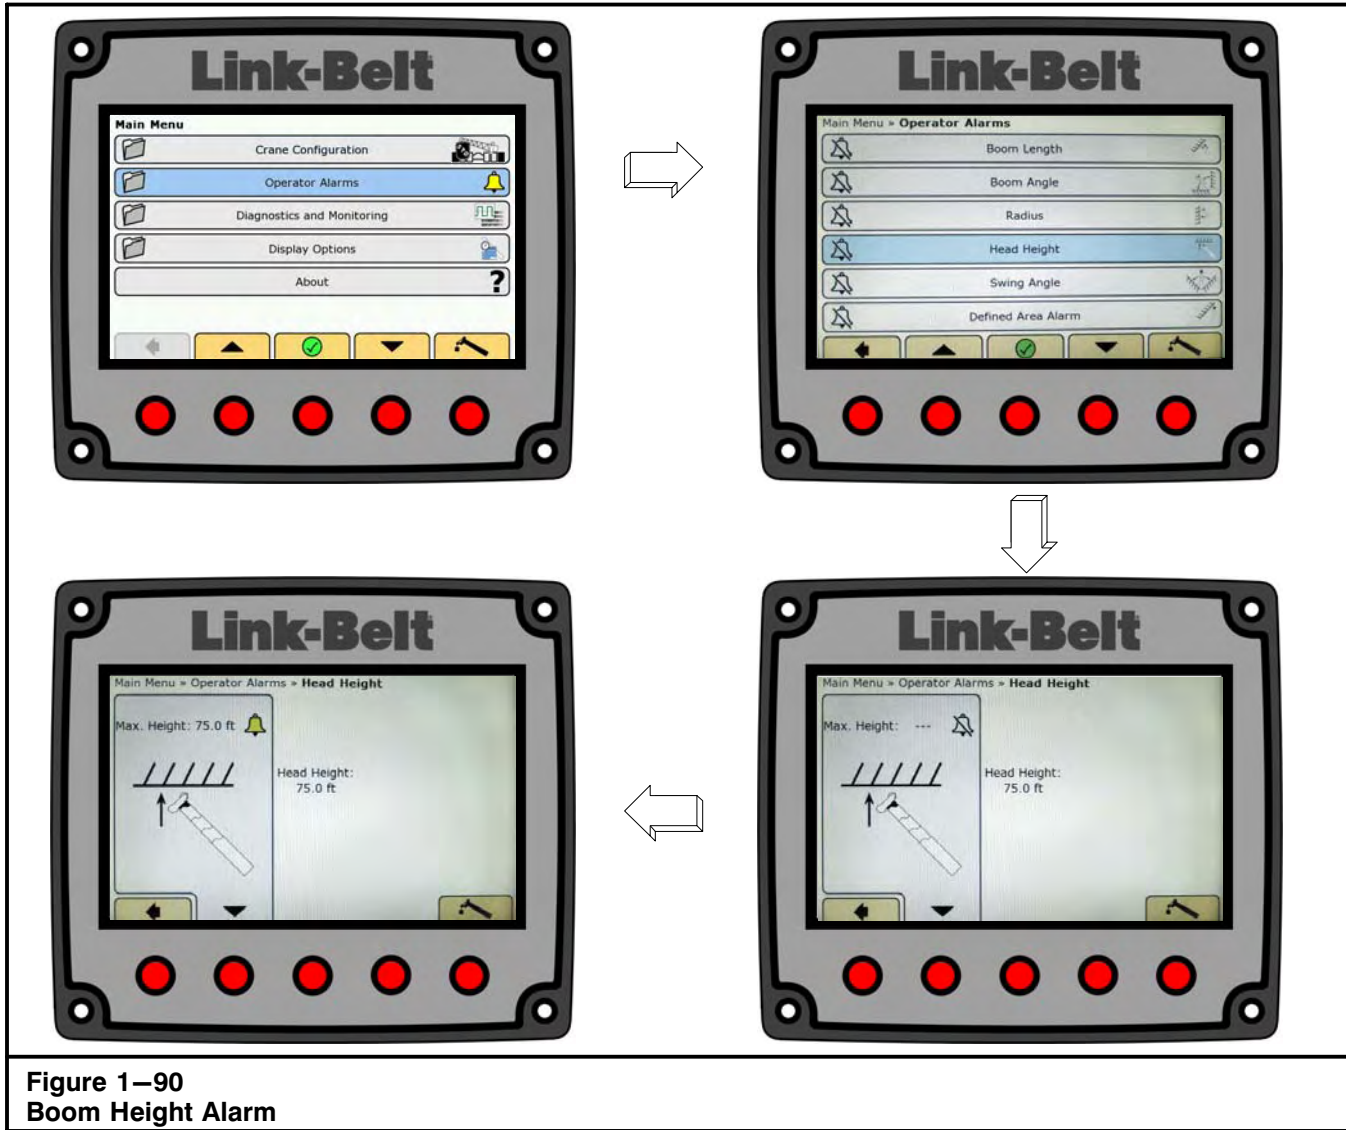 Link-Belt
Main Menu
Crane Configuration
Operator Alarms
Diagnostics and Monitoring
Display Options
About
?
Link-Belt
Main Menu » Operator Alarms
Boom Length
Boom Angle
Radius
Head Height
Swing Angle
Defined Area Alarm
Link-Belt
Main Menu » Operator Alarms » Head Height
Max. Height: ---
Head Height:
75.0 ft
Link-Belt
Main Menu » Operator Alarms » Head Height
Max. Height: 75.0 ft
Head Height:
75.0 ft
Figure 1–90
Boom Height Alarm